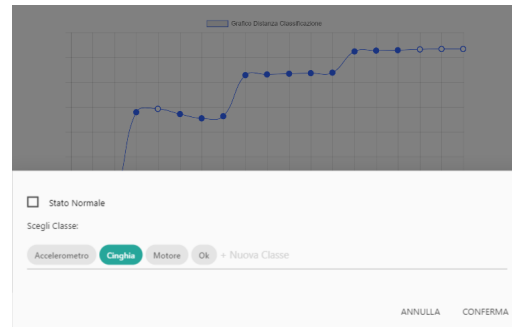 Grafico Distanza Classificazione
Stato Normale
Scegli Classe:
Accelerometro Cinghia Motore Ok + Nuova Classe
ANNULLA CONFERMA